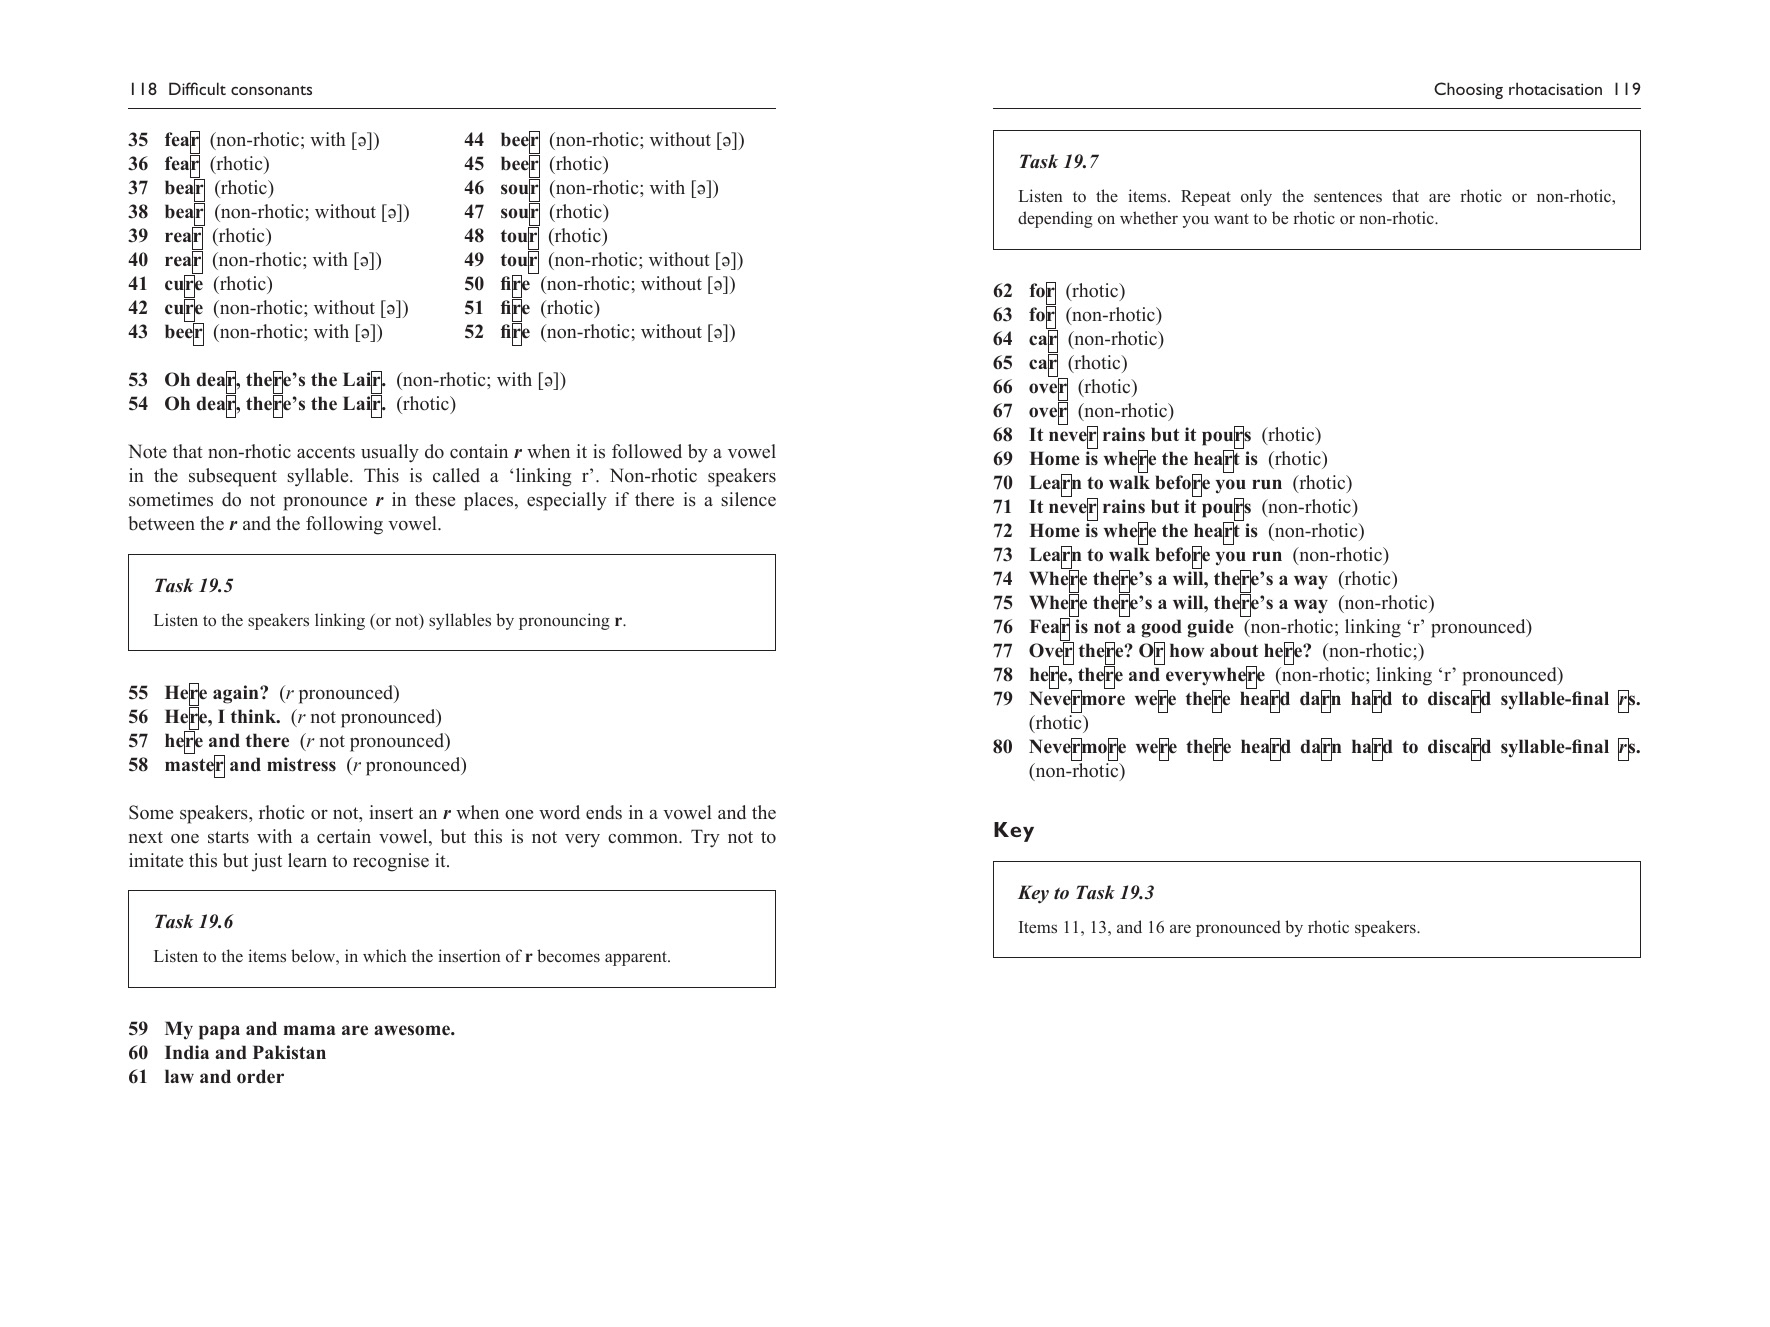 118 Difficult consonants
35 fear (non-rhotic; with [ə])
36 fear (rhotic)
37 bear (rhotic)
38 bear (non-rhotic; without [ə])
39 rear (rhotic)
40 rear (non-rhotic; with [ə])
41 cure (rhotic)
42 cure (non-rhotic; without [ə])
43 beer (non-rhotic; with [ə])
44 beer (non-rhotic; without [ə])
45 beer (rhotic)
46 sour (non-rhotic; with [ə])
47 sour (rhotic)
48 tour (rhotic)
49 tour (non-rhotic; without [ə])
50 fire (non-rhotic; without [ə])
51 fire (rhotic)
52 fire (non-rhotic; without [ə])
53 Oh dear, there’s the Lair. (non-rhotic; with [ə])
54 Oh dear, there’s the Lair. (rhotic)
Note that non-rhotic accents usually do contain r when it is followed by a vowel
in the subsequent syllable. This is called a ‘linking r’. Non-rhotic speakers
sometimes do not pronounce r in these places, especially if there is a silence
between the r and the following vowel.
Task 19.5
Listen to the speakers linking (or not) syllables by pronouncing r.
55 Here again? (r pronounced)
56 Here, I think. (r not pronounced)
57 here and there (r not pronounced)
58 master and mistress (r pronounced)
Some speakers, rhotic or not, insert an r when one word ends in a vowel and the
next one starts with a certain vowel, but this is not very common. Try not to
imitate this but just learn to recognise it.
Task 19.6
Listen to the items below, in which the insertion of r becomes apparent.
59 My papa and mama are awesome.
60 India and Pakistan
61 law and order
Choosing rhotacisation 119
Task 19.7
Listen to the items. Repeat only the sentences that are rhotic or non-rhotic,
depending on whether you want to be rhotic or non-rhotic.
62 for (rhotic)
63 for (non-rhotic)
64 car (non-rhotic)
65 car (rhotic)
66 over (rhotic)
67 over (non-rhotic)
68 It never rains but it pours (rhotic)
69 Home is where the heart is (rhotic)
70 Learn to walk before you run (rhotic)
71 It never rains but it pours (non-rhotic)
72 Home is where the heart is (non-rhotic)
73 Learn to walk before you run (non-rhotic)
74 Where there’s a will, there’s a way (rhotic)
75 Where there’s a will, there’s a way (non-rhotic)
76 Fear is not a good guide (non-rhotic; linking ‘r’ pronounced)
77 Over there? Or how about here? (non-rhotic;)
78 here, there and everywhere (non-rhotic; linking ‘r’ pronounced)
79 Nevermore were there heard darn hard to discard syllable-final rs.
(rhotic)
80 Nevermore were there heard darn hard to discard syllable-final rs.
(non-rhotic)
Key
Key to Task 19.3
Items 11, 13, and 16 are pronounced by rhotic speakers.